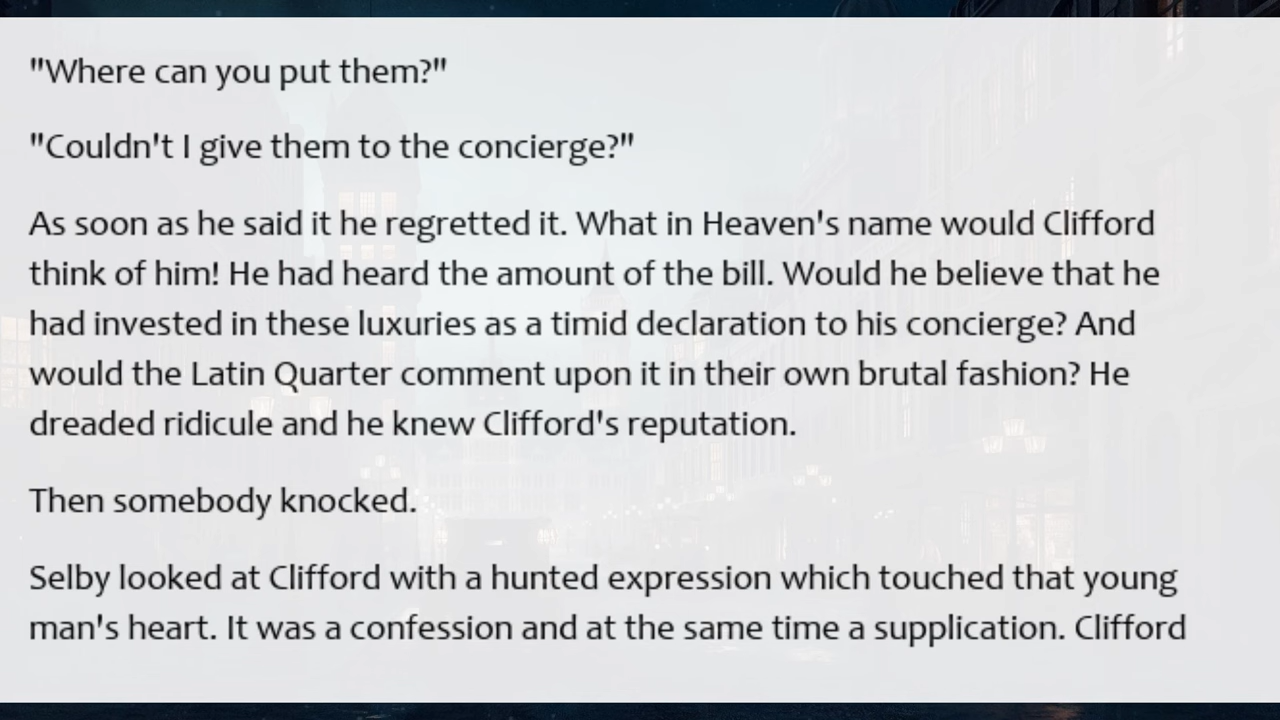 "Where can you put them?"
"Couldn't I give them to the concierge?"
As soon as he said it he regretted it. What in Heaven's name would Clifford
think of him! He had heard the amount of the bill. Would he believe that he
had invested in these luxuries as a timid declaration to his concierge? And
would the Latin Quarter comment upon it in their own brutal fashion? He
dreaded ridicule and he knew Clifford's reputation.
Then somebody knocked.
Selby looked at Clifford with a hunted expression which touched that young
man's heart. It was a confession and at the same time a supplication. Clifford